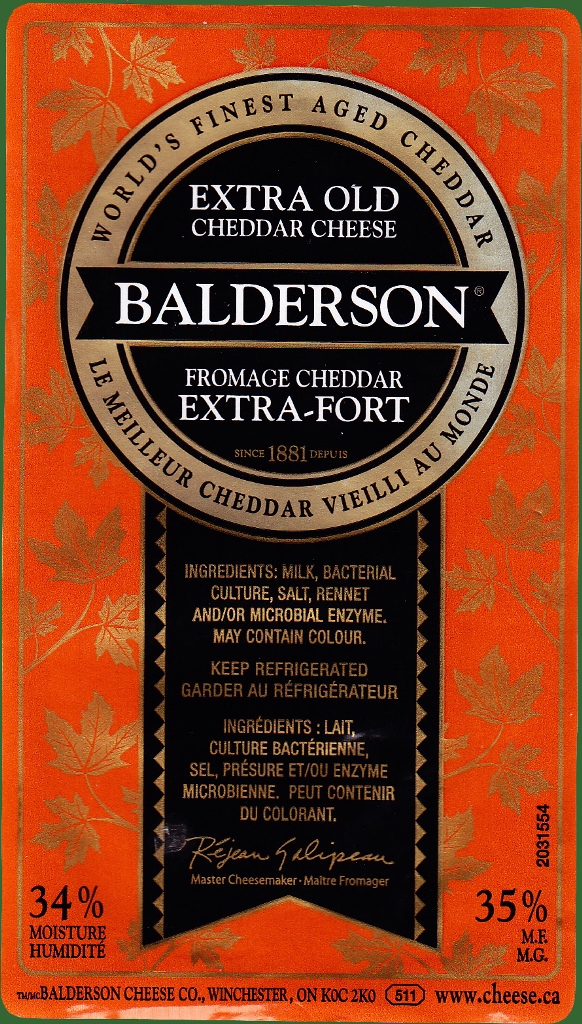 WORLD'S FINEST AGED CHEDDAR
EXTRA OLD
CHEDDAR CHEESE
BALDERSON®
FROMAGE CHEDDAR
EXTRA-FORT
SINCE 1881 DEPUIS
LE MEILLEUR CHEDDAR VIEILLI AU MONDE
INGREDIENTS: MILK, BACTERIAL
CULTURE, SALT, RENNET
AND/OR MICROBIAL ENZYME.
MAY CONTAIN COLOUR.
KEEP REFRIGERATED
GARDER AU RÉFRIGÉRATEUR
INGRÉDIENTS : LAIT,
CULTURE BACTÉRIENNE,
SEL, PRÉSURE ET/OU ENZYME
MICROBIENNE. PEUT CONTENIR
DU COLORANT.
Réjean Galipeau
Master Cheesemaker · Maître Fromager
2031554
34%
MOISTURE
HUMIDITÉ
35%
M.F.
M.G.
TM/MC BALDERSON CHEESE CO., WINCHESTER, ON K0C 2K0 511 www.cheese.ca